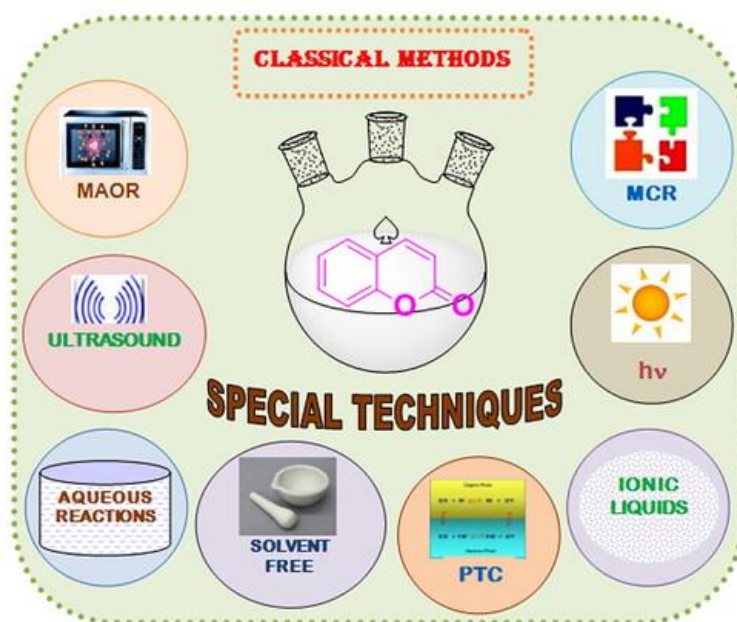 CLASSICAL METHODS
MAOR
MCR
O
O
ULTRASOUND
hν
SPECIAL TECHNIQUES
AQUEOUS
REACTIONS
SOLVENT
FREE
PTC
IONIC
LIQUIDS